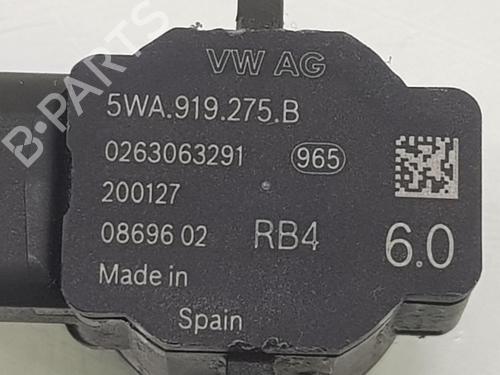 VW AG
5WA.919.275.B
0263063291 965
200127
08696 02 RB4 6.0
Made in
Spain
B-PARTS